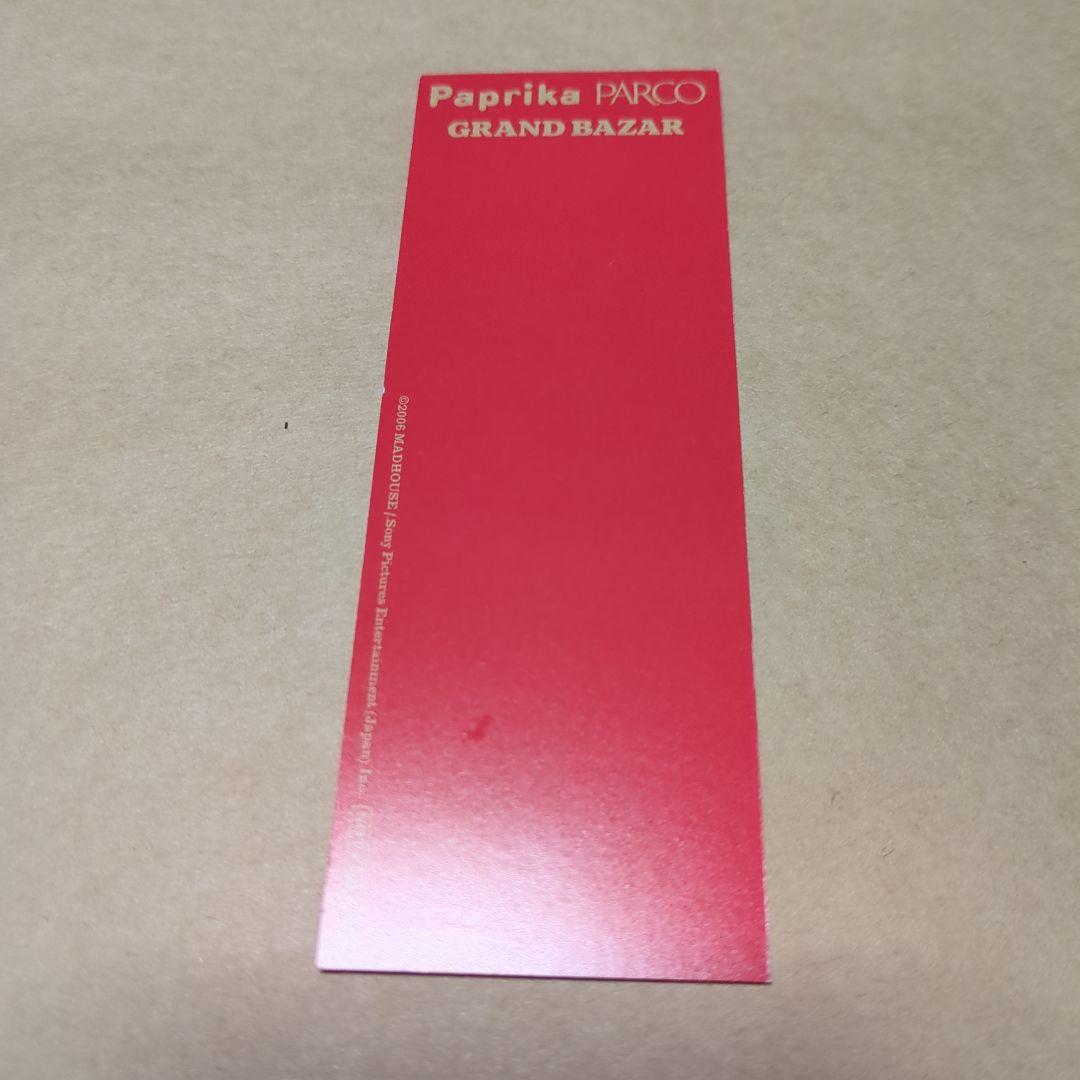 Paprika PARCO
GRAND BAZAR
©2006 MADHOUSE / Sony Pictures Entertainment (Japan) Inc.